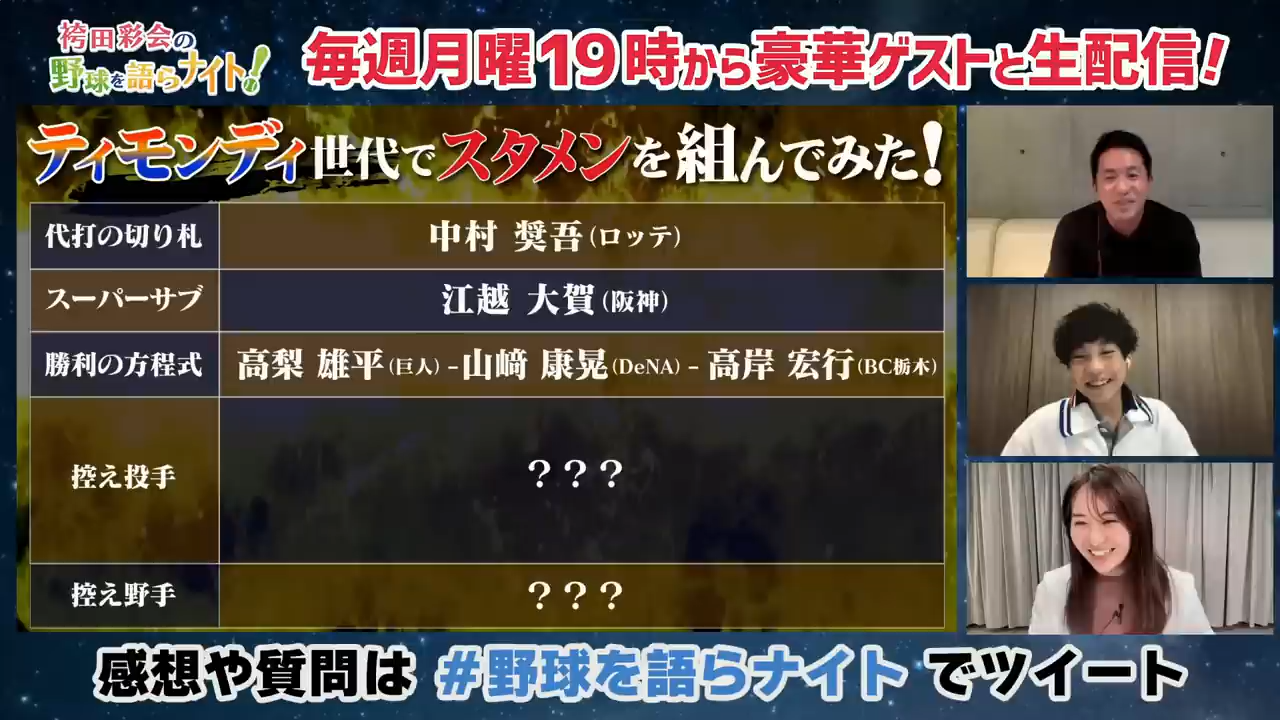 袴田彩会の
野球を語らナイト!
毎週月曜19時から豪華ゲストと生配信!
ティモンディ世代でスタメンを組んでみた!
代打の切り札 中村 奨吾(ロッテ)
スーパーサブ 江越 大賀(阪神)
勝利の方程式 高梨 雄平(巨人)-山﨑 康晃(DeNA)-高岸 宏行(BC栃木)
控え投手 ???
控え野手 ???
感想や質問は #野球を語らナイト でツイート